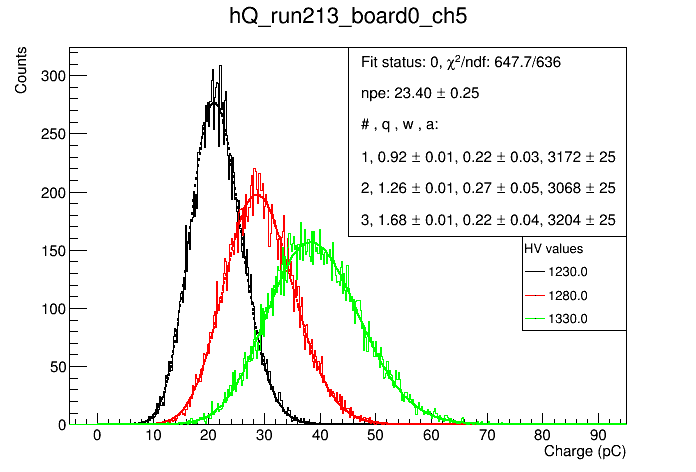 hQ_run213_board0_ch5
Counts
Fit status: 0, χ²/ndf: 647.7/636
npe: 23.40 ± 0.25
# , q , w , a:
1, 0.92 ± 0.01, 0.22 ± 0.03, 3172 ± 25
2, 1.26 ± 0.01, 0.27 ± 0.05, 3068 ± 25
3, 1.68 ± 0.01, 0.22 ± 0.04, 3204 ± 25
HV values
1230.0
1280.0
1330.0
300
250
200
150
100
50
0
0 10 20 30 40 50 60 70 80 90
Charge (pC)